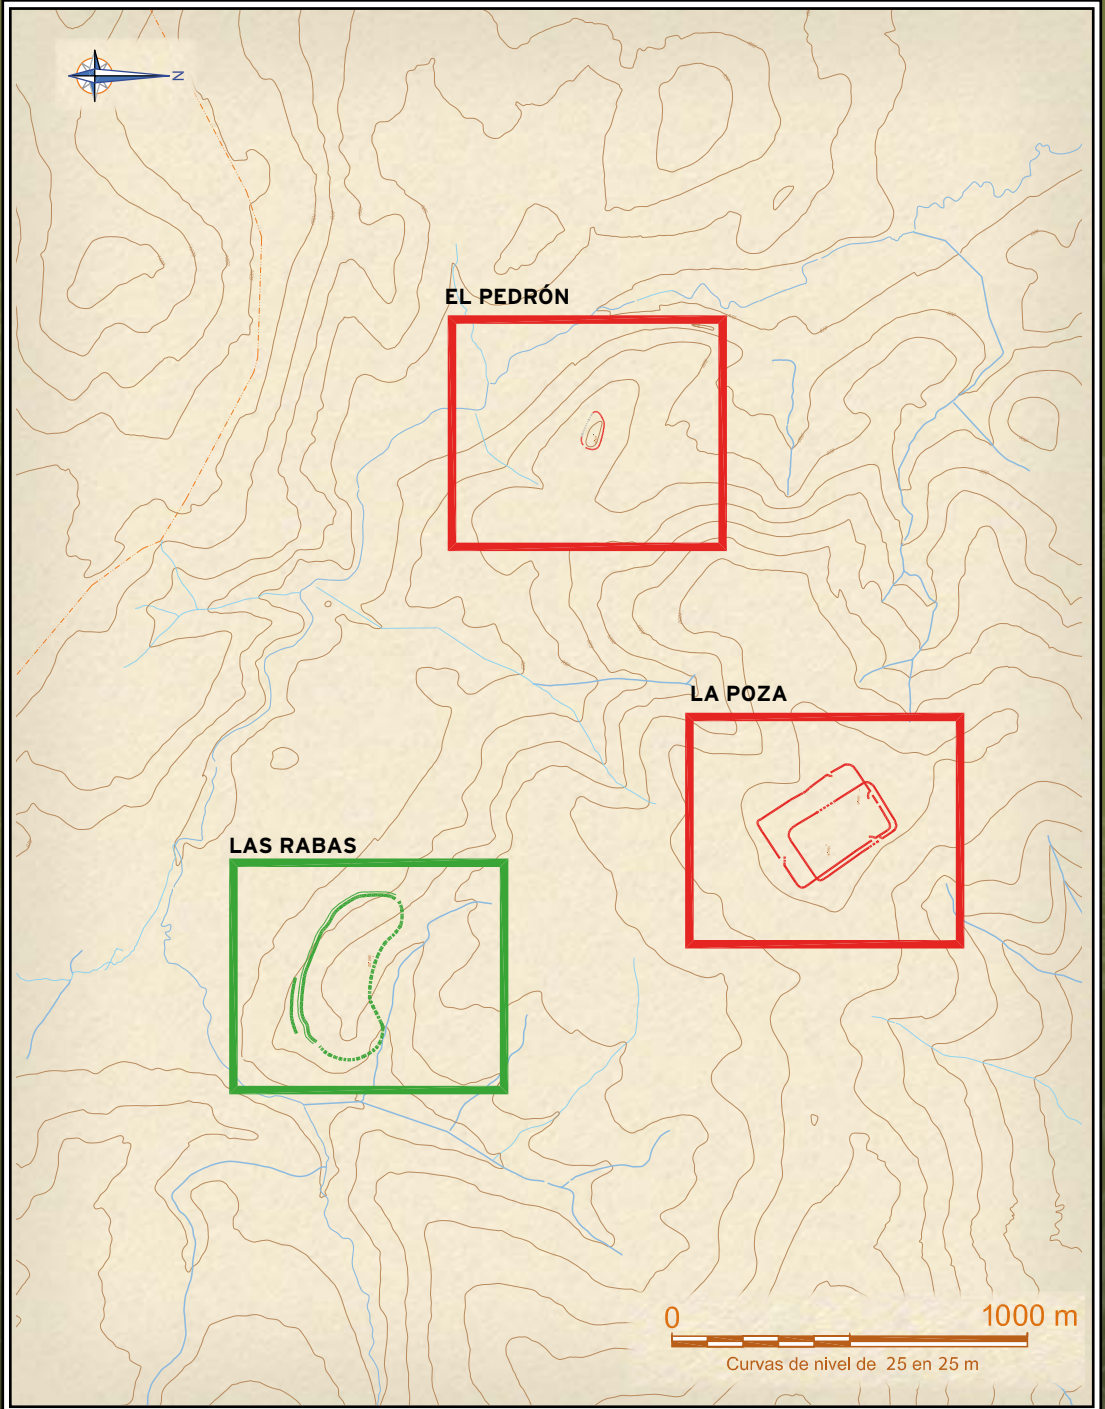 N
EL PEDRÓN
LA POZA
LAS RABAS
0 1000 m
Curvas de nivel de 25 en 25 m